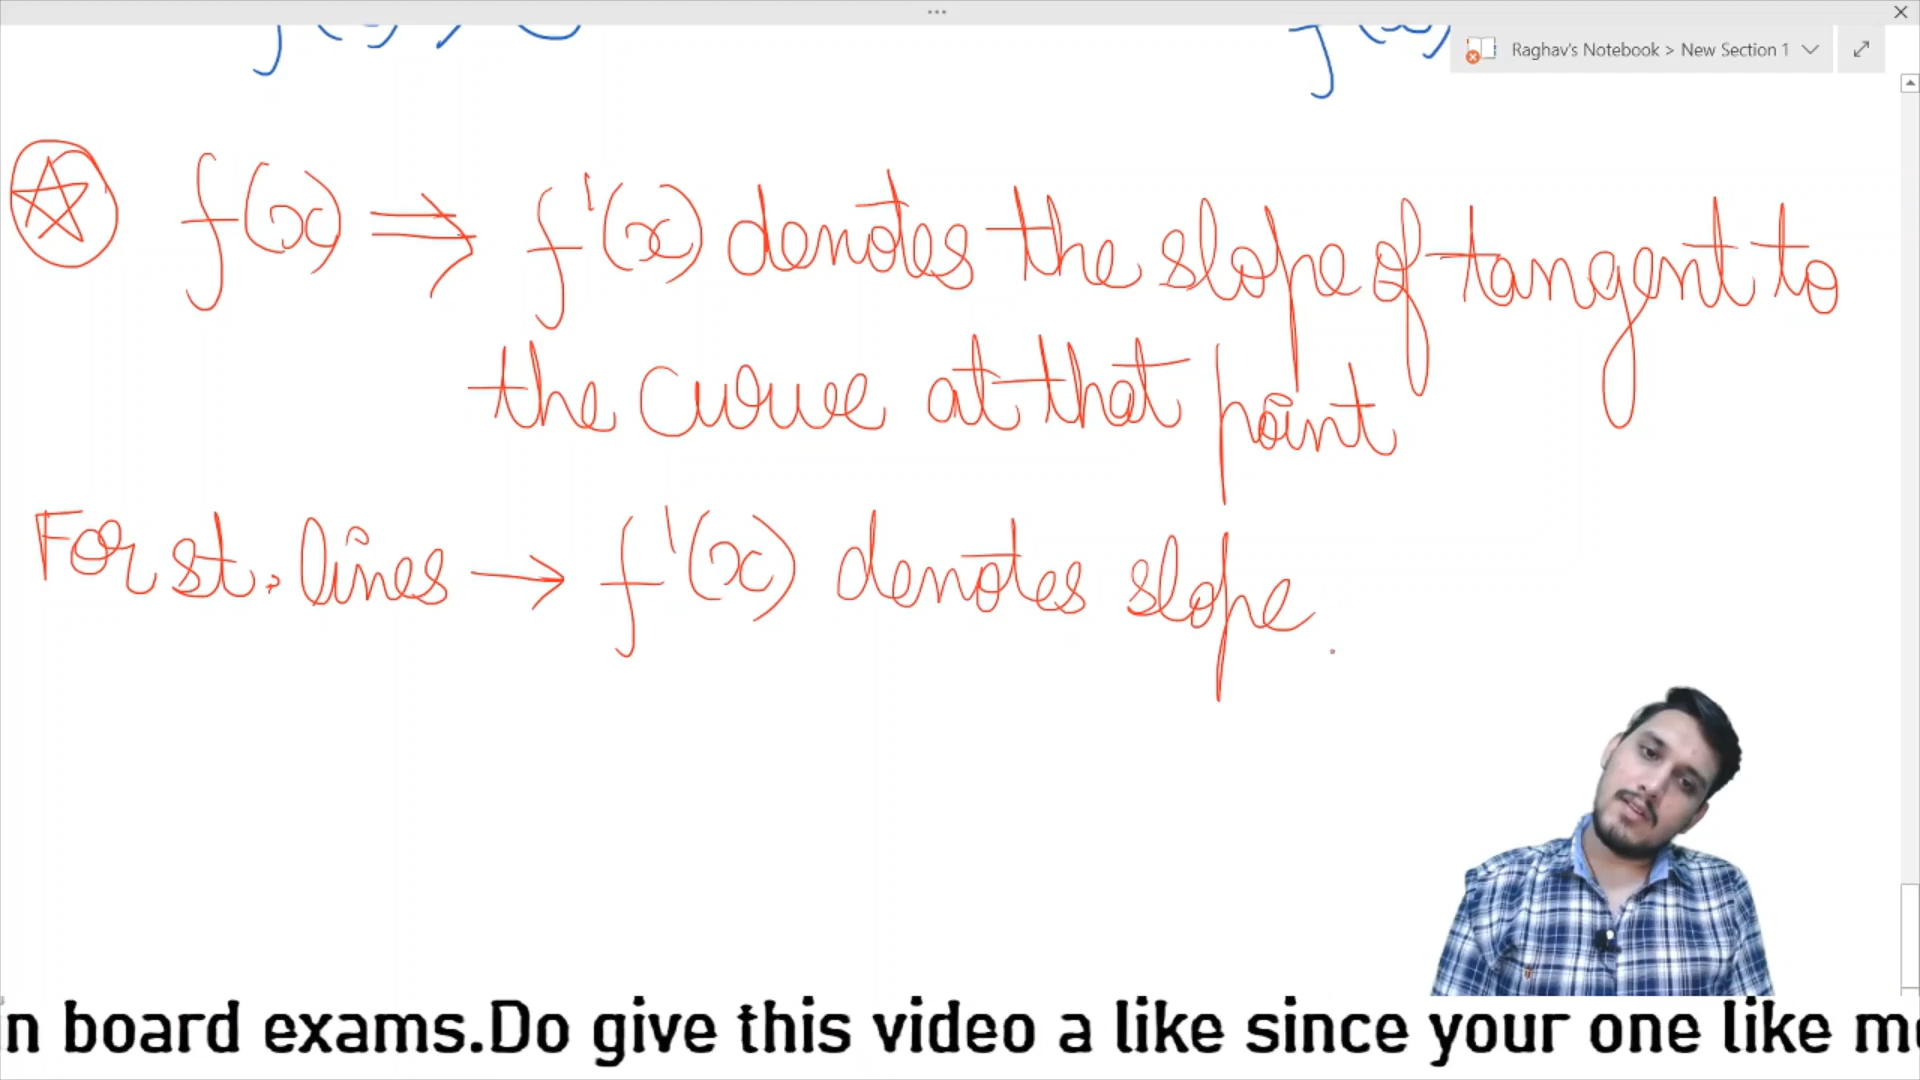 Raghav's Notebook > New Section 1
f(x) ⇒ f'(x) denotes the slope of tangent to
the curve at that point
For st. lines → f'(x) denotes slope.
in board exams.Do give this video a like since your one like m